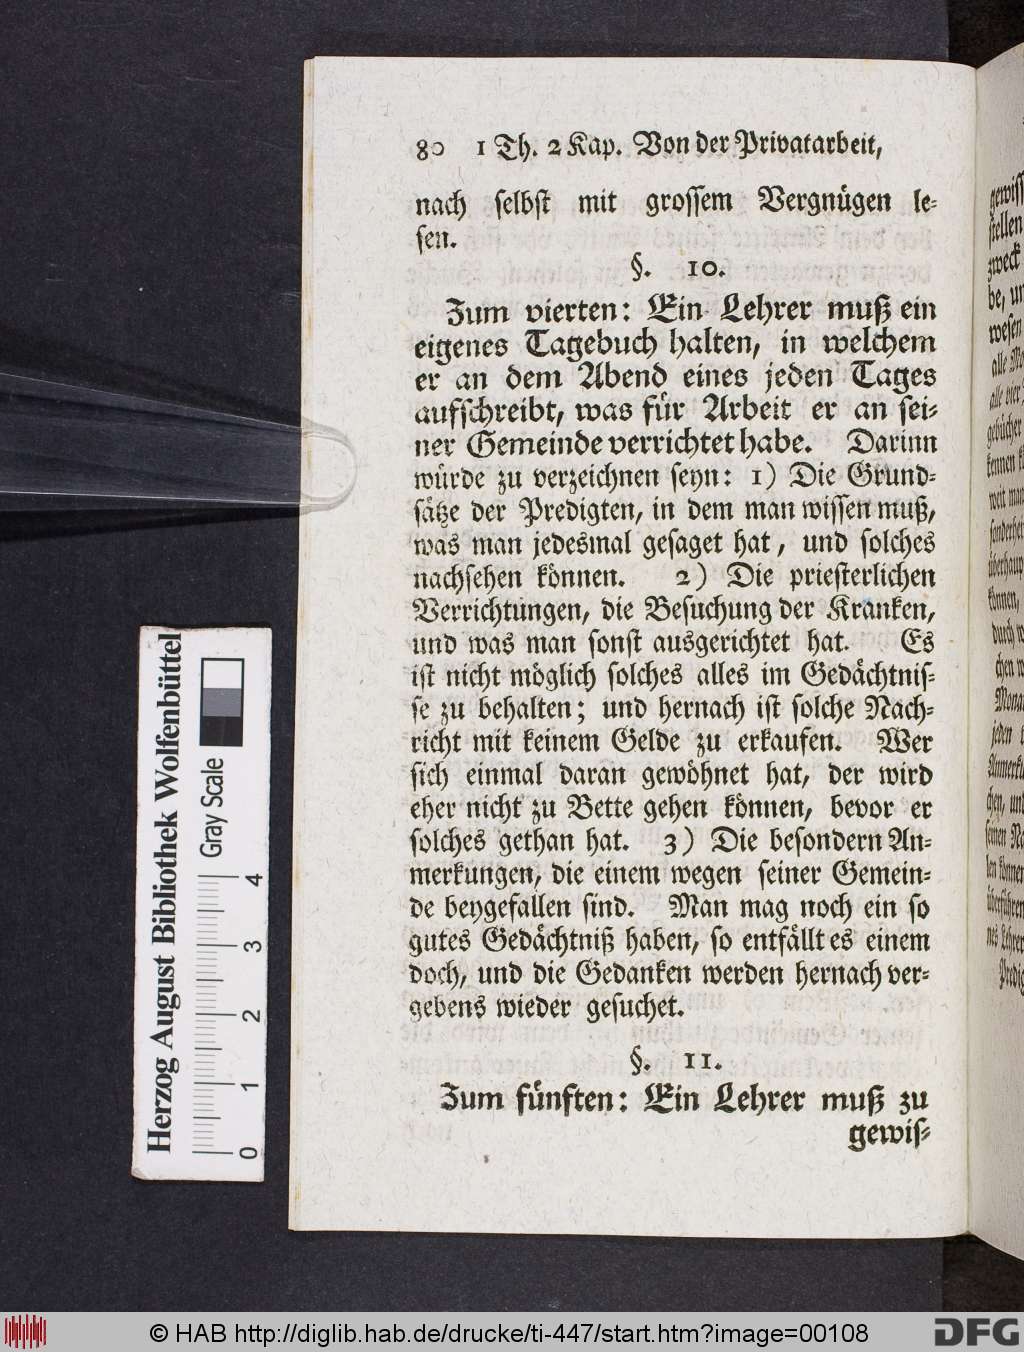 80 1 Th. 2 Kap. Von der Privatarbeit,
nach selbst mit grossem Vergnügen le-
sen.
§. 10.
Zum vierten: Ein Lehrer muß ein
eigenes Tagebuch halten, in welchem
er an dem Abend eines jeden Tages
aufschreibt, was für Arbeit er an sei-
ner Gemeinde verrichtet habe. Darinn
würde zu verzeichnen seyn: 1) Die Grund-
sätze der Predigten, in dem man wissen muß,
was man jedesmal gesaget hat, und solches
nachsehen können. 2) Die priesterlichen
Verrichtungen, die Besuchung der Kranken,
und was man sonst ausgerichtet hat. Es
ist nicht möglich solches alles im Gedächtnis-
se zu behalten; und hernach ist solche Nach-
richt mit keinem Gelde zu erkaufen. Wer
sich einmal daran gewöhnet hat, der wird
eher nicht zu Bette gehen können, bevor er
solches gethan hat. 3) Die besondern An-
merkungen, die einem wegen seiner Gemein-
de beygefallen sind. Man mag noch ein so
gutes Gedächtniß haben, so entfällt es einem
doch, und die Gedanken werden hernach ver-
gebens wieder gesuchet.
§. 11.
Zum fünften: Ein Lehrer muß zu
gewis-
Herzog August Bibliothek Wolfenbüttel
Gray Scale
0 1 2 3 4
© HAB http://diglib.hab.de/drucke/ti-447/start.htm?image=00108
DFG